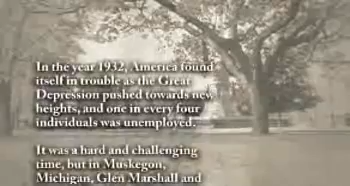 In the year 1932, America found
itself in trouble as the Great
Depression pushed towards new
heights, and one in every four
individuals was unemployed.
It was a hard and challenging
time, but in Muskegon,
Michigan, Glen Marshall and